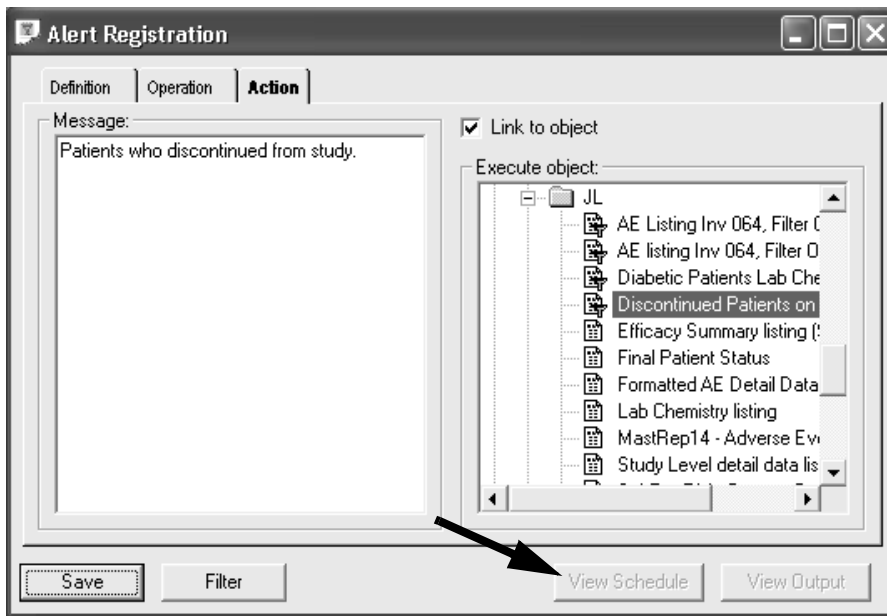 Alert Registration
Definition
Operation
Action
Message:
Patients who discontinued from study.
Link to object
Execute object:
JL
AE Listing Inv 064, Filter
AE listing Inv 064, Filter
Diabetic Patients Lab Che
Discontinued Patients on
Efficacy Summary listing
Final Patient Status
Formatted AE Detail Data
Lab Chemistry listing
MastRep14 - Adverse Ev
Study Level detail data lis
Save
Filter
View Schedule
View Output